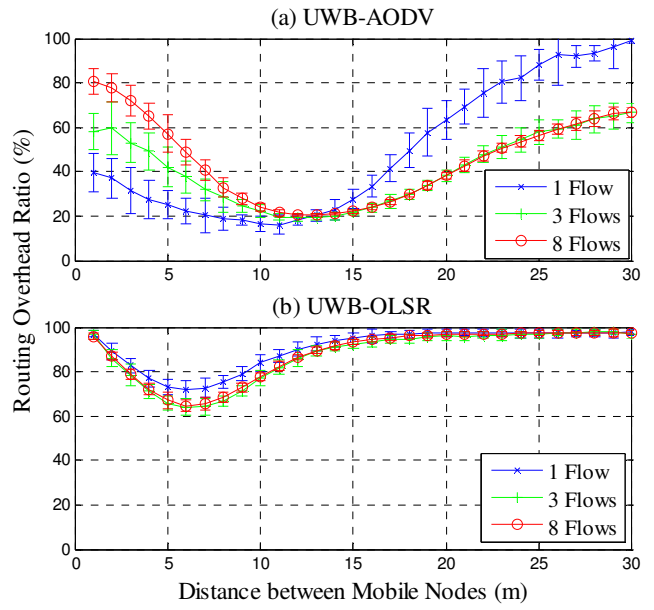 (a) UWB-AODV
100
80
60
40
20
0
0 5 10 15 20 25 30
1 Flow
3 Flows
8 Flows
Routing Overhead Ratio (%)
(b) UWB-OLSR
100
80
60
40
20
0
0 5 10 15 20 25 30
1 Flow
3 Flows
8 Flows
Distance between Mobile Nodes (m)